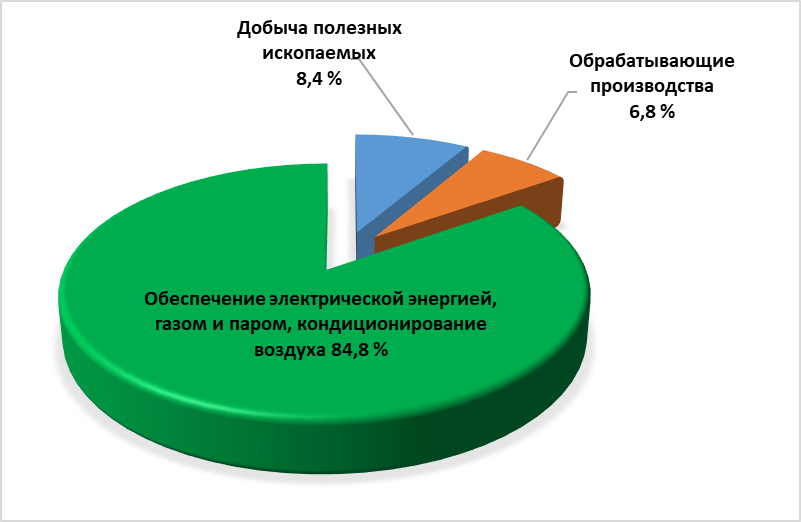 Добыча полезных
ископаемых
8,4 %
Обрабатывающие
производства
6,8 %
Обеспечение электрической энергией,
газом и паром, кондиционирование
воздуха 84,8 %